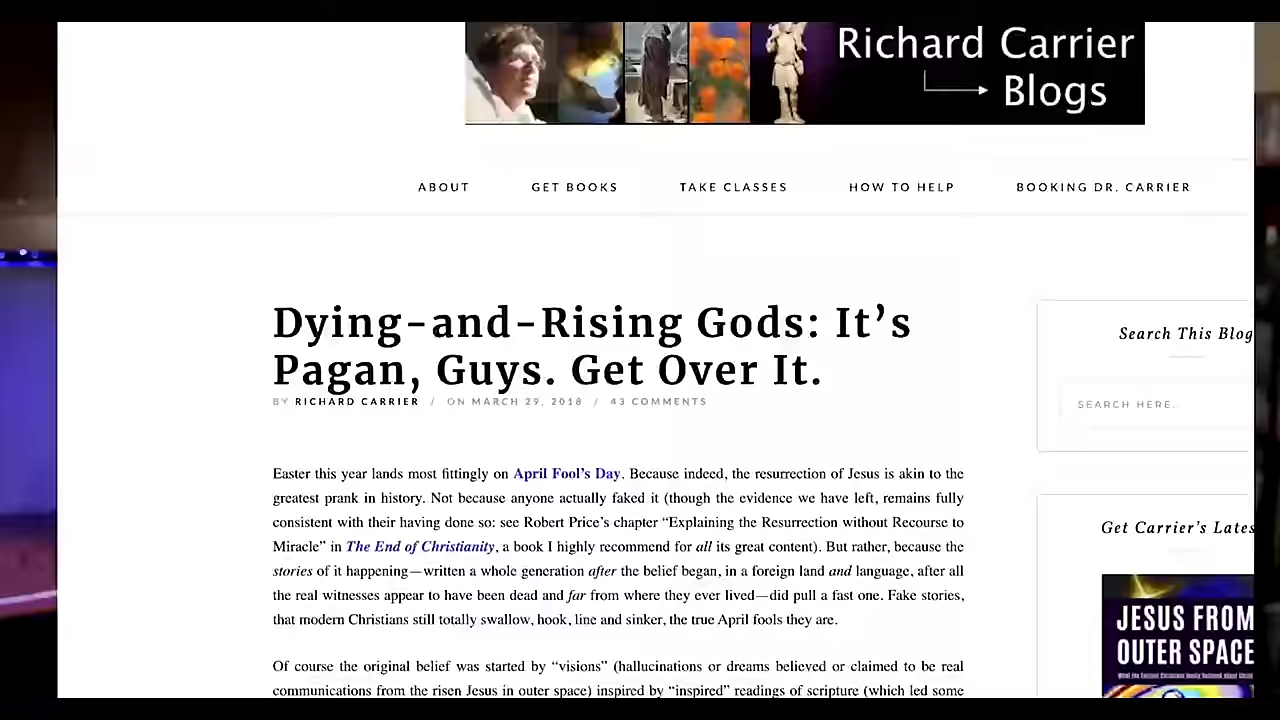 Richard Carrier
Blogs
ABOUT GET BOOKS TAKE CLASSES HOW TO HELP BOOKING DR. CARRIER
Dying-and-Rising Gods: It’s
Pagan, Guys. Get Over It.
BY RICHARD CARRIER / ON MARCH 29, 2018 / 43 COMMENTS
Easter this year lands most fittingly on April Fool’s Day. Because indeed, the resurrection of Jesus is akin to the
greatest prank in history. Not because anyone actually faked it (though the evidence we have left, remains fully
consistent with their having done so: see Robert Price’s chapter “Explaining the Resurrection without Recourse to
Miracle” in The End of Christianity, a book I highly recommend for all its great content). But rather, because the
stories of it happening—written a whole generation after the belief began, in a foreign land and language, after all
the real witnesses appear to have been dead and far from where they ever lived—did pull a fast one. Fake stories,
that modern Christians still totally swallow, hook, line and sinker, the true April fools they are.
Of course the original belief was started by “visions” (hallucinations or dreams believed or claimed to be real
communications from the risen Jesus in outer space) inspired by “inspired” readings of scripture (which led some
Search This Blog
SEARCH HERE.
Get Carrier’s Lates
JESUS FROM
OUTER SPACE